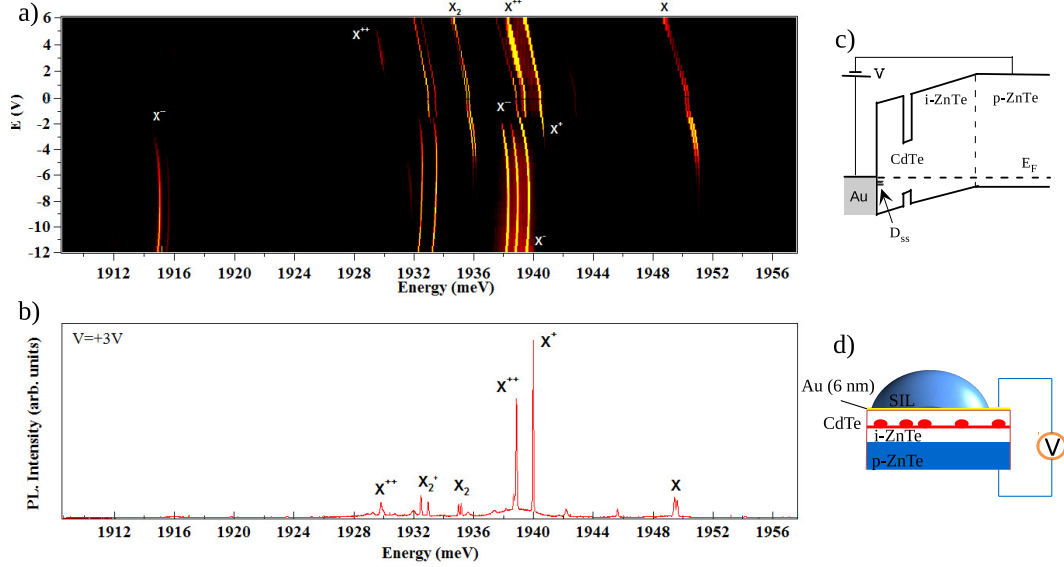 a)
X₂ X⁺⁺ X
X⁺⁺
X⁻⁻ X⁻⁻ X⁺
X⁻
E (V)
6
4
2
0
-2
-4
-6
-8
-10
-12
1912 1916 1920 1924 1928 1932 1936 1940 1944 1948 1952 1956
Energy (meV)
b)
V=+3V
PL. Intensity (arb. units)
X⁺⁺ X₂⁺ X₂ X⁺⁺ X⁺ X
1912 1916 1920 1924 1928 1932 1936 1940 1944 1948 1952 1956
Energy (meV)
c)
V
i-ZnTe p-ZnTe
CdTe
E_F
Au
D_ss
d)
Au (6 nm)
SIL
CdTe
i-ZnTe
p-ZnTe
V